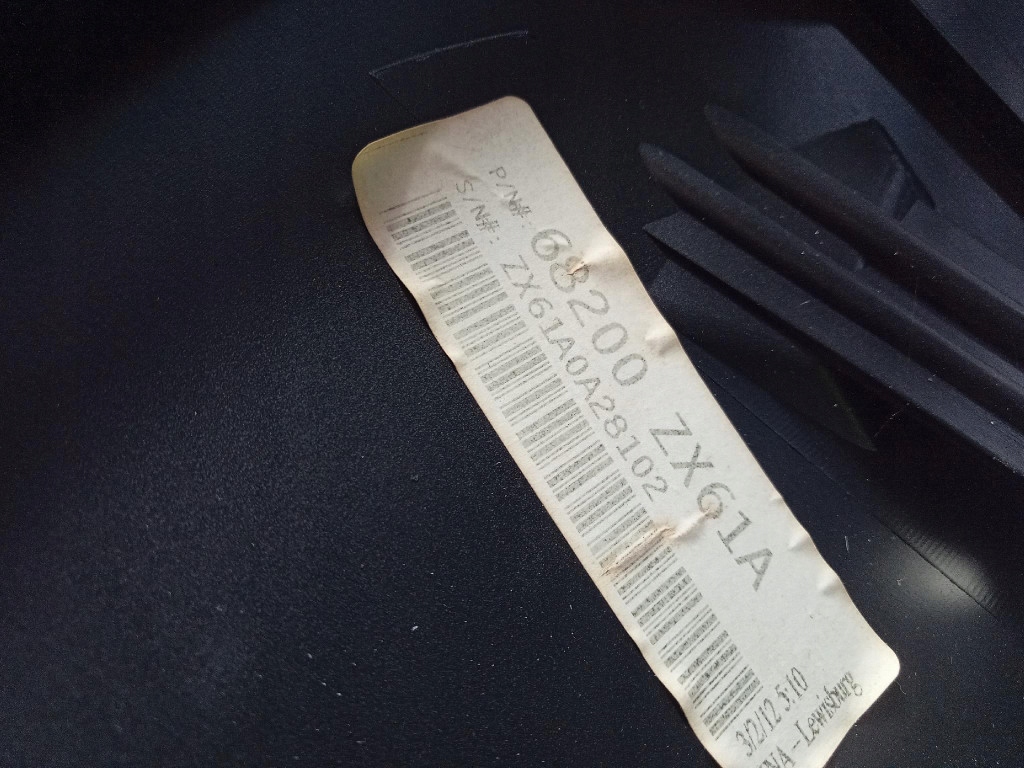 P/N#: 68200 ZX61A
S/N#: ZX61A0A28102
3/2/12 5:10
NA - Lewisburg